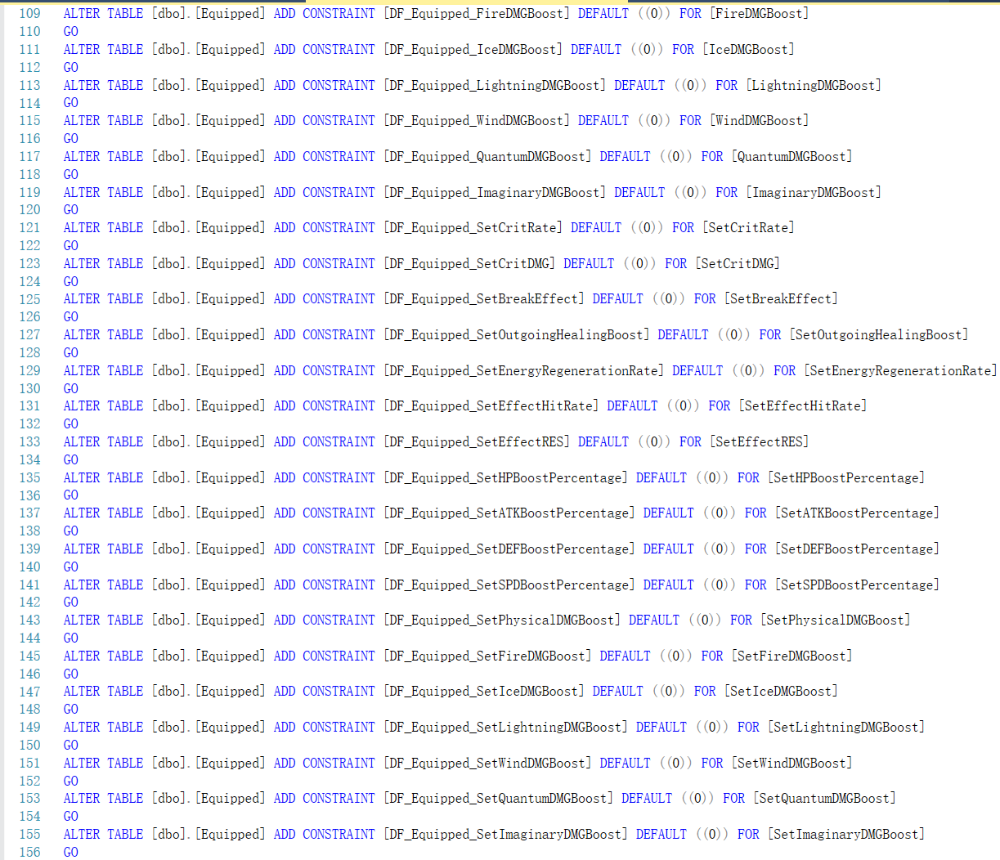 109 ALTER TABLE [dbo].[Equipped] ADD CONSTRAINT [DF_Equipped_FireDMGBoost] DEFAULT ((0)) FOR [FireDMGBoost]
110 GO
111 ALTER TABLE [dbo].[Equipped] ADD CONSTRAINT [DF_Equipped_IceDMGBoost] DEFAULT ((0)) FOR [IceDMGBoost]
112 GO
113 ALTER TABLE [dbo].[Equipped] ADD CONSTRAINT [DF_Equipped_LightningDMGBoost] DEFAULT ((0)) FOR [LightningDMGBoost]
114 GO
115 ALTER TABLE [dbo].[Equipped] ADD CONSTRAINT [DF_Equipped_WindDMGBoost] DEFAULT ((0)) FOR [WindDMGBoost]
116 GO
117 ALTER TABLE [dbo].[Equipped] ADD CONSTRAINT [DF_Equipped_QuantumDMGBoost] DEFAULT ((0)) FOR [QuantumDMGBoost]
118 GO
119 ALTER TABLE [dbo].[Equipped] ADD CONSTRAINT [DF_Equipped_ImaginaryDMGBoost] DEFAULT ((0)) FOR [ImaginaryDMGBoost]
120 GO
121 ALTER TABLE [dbo].[Equipped] ADD CONSTRAINT [DF_Equipped_SetCritRate] DEFAULT ((0)) FOR [SetCritRate]
122 GO
123 ALTER TABLE [dbo].[Equipped] ADD CONSTRAINT [DF_Equipped_SetCritDMG] DEFAULT ((0)) FOR [SetCritDMG]
124 GO
125 ALTER TABLE [dbo].[Equipped] ADD CONSTRAINT [DF_Equipped_SetBreakEffect] DEFAULT ((0)) FOR [SetBreakEffect]
126 GO
127 ALTER TABLE [dbo].[Equipped] ADD CONSTRAINT [DF_Equipped_SetOutgoingHealingBoost] DEFAULT ((0)) FOR [SetOutgoingHealingBoost]
128 GO
129 ALTER TABLE [dbo].[Equipped] ADD CONSTRAINT [DF_Equipped_SetEnergyRegenerationRate] DEFAULT ((0)) FOR [SetEnergyRegenerationRate]
130 GO
131 ALTER TABLE [dbo].[Equipped] ADD CONSTRAINT [DF_Equipped_SetEffectHitRate] DEFAULT ((0)) FOR [SetEffectHitRate]
132 GO
133 ALTER TABLE [dbo].[Equipped] ADD CONSTRAINT [DF_Equipped_SetEffectRES] DEFAULT ((0)) FOR [SetEffectRES]
134 GO
135 ALTER TABLE [dbo].[Equipped] ADD CONSTRAINT [DF_Equipped_SetHPBoostPercentage] DEFAULT ((0)) FOR [SetHPBoostPercentage]
136 GO
137 ALTER TABLE [dbo].[Equipped] ADD CONSTRAINT [DF_Equipped_SetATKBoostPercentage] DEFAULT ((0)) FOR [SetATKBoostPercentage]
138 GO
139 ALTER TABLE [dbo].[Equipped] ADD CONSTRAINT [DF_Equipped_SetDEFBoostPercentage] DEFAULT ((0)) FOR [SetDEFBoostPercentage]
140 GO
141 ALTER TABLE [dbo].[Equipped] ADD CONSTRAINT [DF_Equipped_SetSPDBoostPercentage] DEFAULT ((0)) FOR [SetSPDBoostPercentage]
142 GO
143 ALTER TABLE [dbo].[Equipped] ADD CONSTRAINT [DF_Equipped_SetPhysicalDMGBoost] DEFAULT ((0)) FOR [SetPhysicalDMGBoost]
144 GO
145 ALTER TABLE [dbo].[Equipped] ADD CONSTRAINT [DF_Equipped_SetFireDMGBoost] DEFAULT ((0)) FOR [SetFireDMGBoost]
146 GO
147 ALTER TABLE [dbo].[Equipped] ADD CONSTRAINT [DF_Equipped_SetIceDMGBoost] DEFAULT ((0)) FOR [SetIceDMGBoost]
148 GO
149 ALTER TABLE [dbo].[Equipped] ADD CONSTRAINT [DF_Equipped_SetLightningDMGBoost] DEFAULT ((0)) FOR [SetLightningDMGBoost]
150 GO
151 ALTER TABLE [dbo].[Equipped] ADD CONSTRAINT [DF_Equipped_SetWindDMGBoost] DEFAULT ((0)) FOR [SetWindDMGBoost]
152 GO
153 ALTER TABLE [dbo].[Equipped] ADD CONSTRAINT [DF_Equipped_SetQuantumDMGBoost] DEFAULT ((0)) FOR [SetQuantumDMGBoost]
154 GO
155 ALTER TABLE [dbo].[Equipped] ADD CONSTRAINT [DF_Equipped_SetImaginaryDMGBoost] DEFAULT ((0)) FOR [SetImaginaryDMGBoost]
156 GO